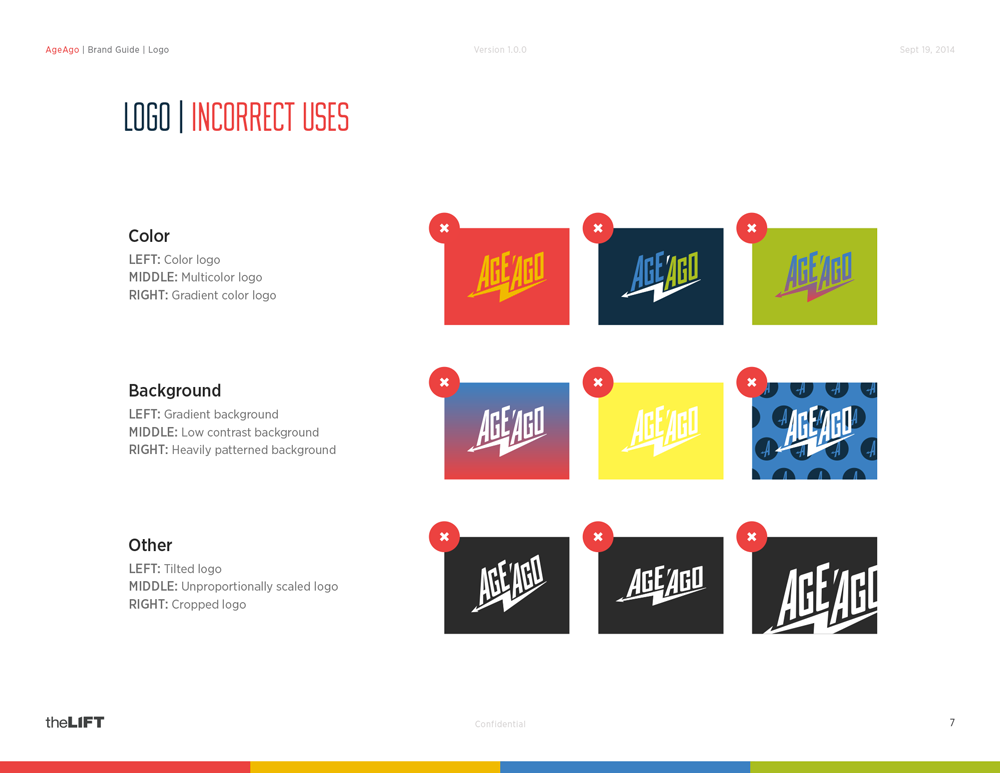 AgeAgo | Brand Guide | Logo
Version 1.0.0
Sept 19, 2014
LOGO | INCORRECT USES
Color
LEFT: Color logo
MIDDLE: Multicolor logo
RIGHT: Gradient color logo
AGE'AGO
AGE'AGO
AGE'AGO
Background
LEFT: Gradient background
MIDDLE: Low contrast background
RIGHT: Heavily patterned background
AGE'AGO
AGE'AGO
AGE'AGO
Other
LEFT: Tilted logo
MIDDLE: Unproportionally scaled logo
RIGHT: Cropped logo
AGE'AGO
AGE'AGO
AGE'AGO
theLIFT
Confidential
7